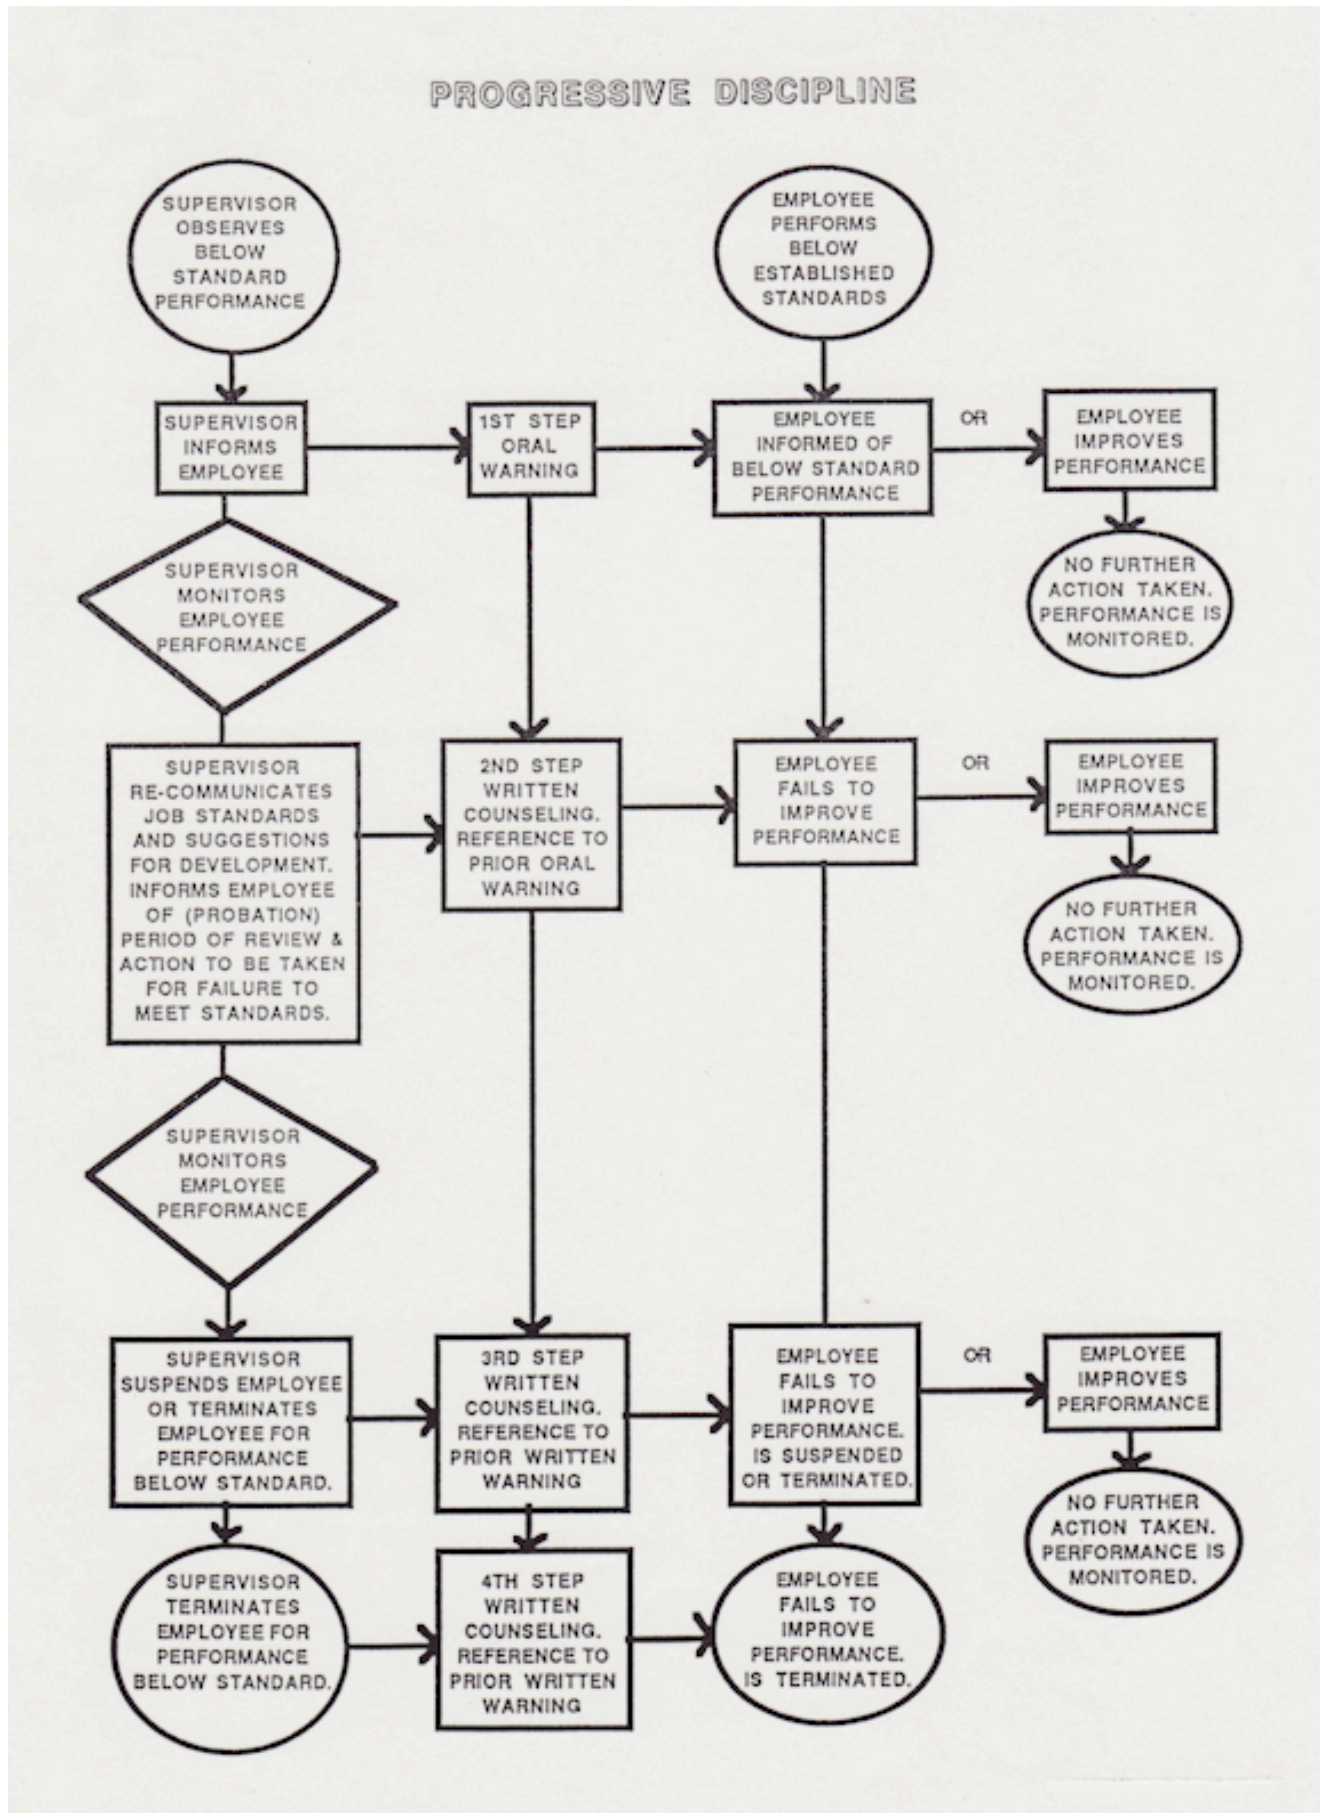 PROGRESSIVE DISCIPLINE
SUPERVISOR
OBSERVES
BELOW
STANDARD
PERFORMANCE
EMPLOYEE
PERFORMS
BELOW
ESTABLISHED
STANDARDS
SUPERVISOR
INFORMS
EMPLOYEE
1ST STEP
ORAL
WARNING
EMPLOYEE
INFORMED OF
BELOW STANDARD
PERFORMANCE
OR
EMPLOYEE
IMPROVES
PERFORMANCE
NO FURTHER
ACTION TAKEN.
PERFORMANCE IS
MONITORED.
SUPERVISOR
MONITORS
EMPLOYEE
PERFORMANCE
SUPERVISOR
RE-COMMUNICATES
JOB STANDARDS
AND SUGGESTIONS
FOR DEVELOPMENT.
INFORMS EMPLOYEE
OF (PROBATION)
PERIOD OF REVIEW &
ACTION TO BE TAKEN
FOR FAILURE TO
MEET STANDARDS.
2ND STEP
WRITTEN
COUNSELING.
REFERENCE TO
PRIOR ORAL
WARNING
EMPLOYEE
FAILS TO
IMPROVE
PERFORMANCE
OR
EMPLOYEE
IMPROVES
PERFORMANCE
NO FURTHER
ACTION TAKEN.
PERFORMANCE IS
MONITORED.
SUPERVISOR
MONITORS
EMPLOYEE
PERFORMANCE
SUPERVISOR
SUSPENDS EMPLOYEE
OR TERMINATES
EMPLOYEE FOR
PERFORMANCE
BELOW STANDARD.
3RD STEP
WRITTEN
COUNSELING.
REFERENCE TO
PRIOR WRITTEN
WARNING
EMPLOYEE
FAILS TO
IMPROVE
PERFORMANCE.
IS SUSPENDED
OR TERMINATED.
OR
EMPLOYEE
IMPROVES
PERFORMANCE
NO FURTHER
ACTION TAKEN.
PERFORMANCE IS
MONITORED.
SUPERVISOR
TERMINATES
EMPLOYEE FOR
PERFORMANCE
BELOW STANDARD.
4TH STEP
WRITTEN
COUNSELING.
REFERENCE TO
PRIOR WRITTEN
WARNING
EMPLOYEE
FAILS TO
IMPROVE
PERFORMANCE.
IS TERMINATED.